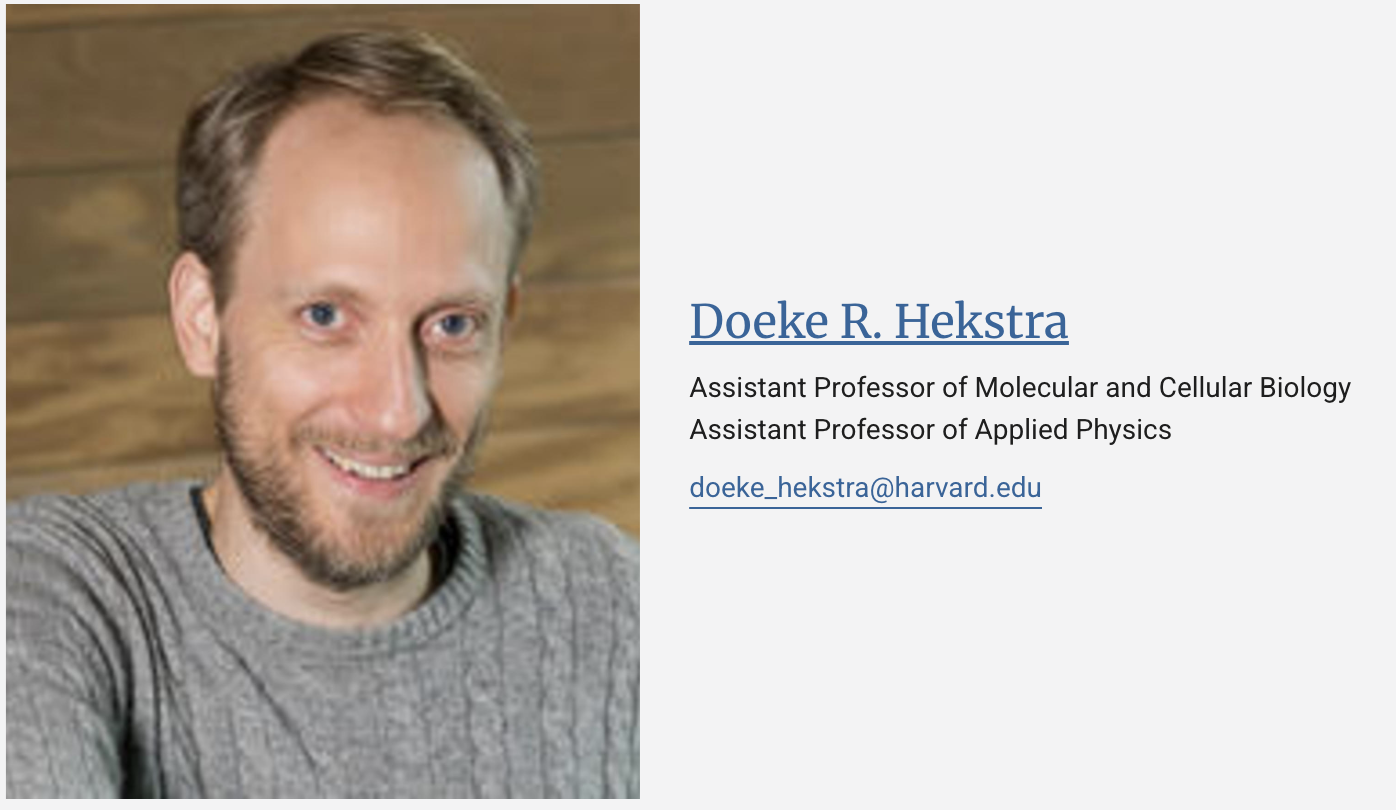 Doeke R. Hekstra
Assistant Professor of Molecular and Cellular Biology
Assistant Professor of Applied Physics
doeke_hekstra@harvard.edu